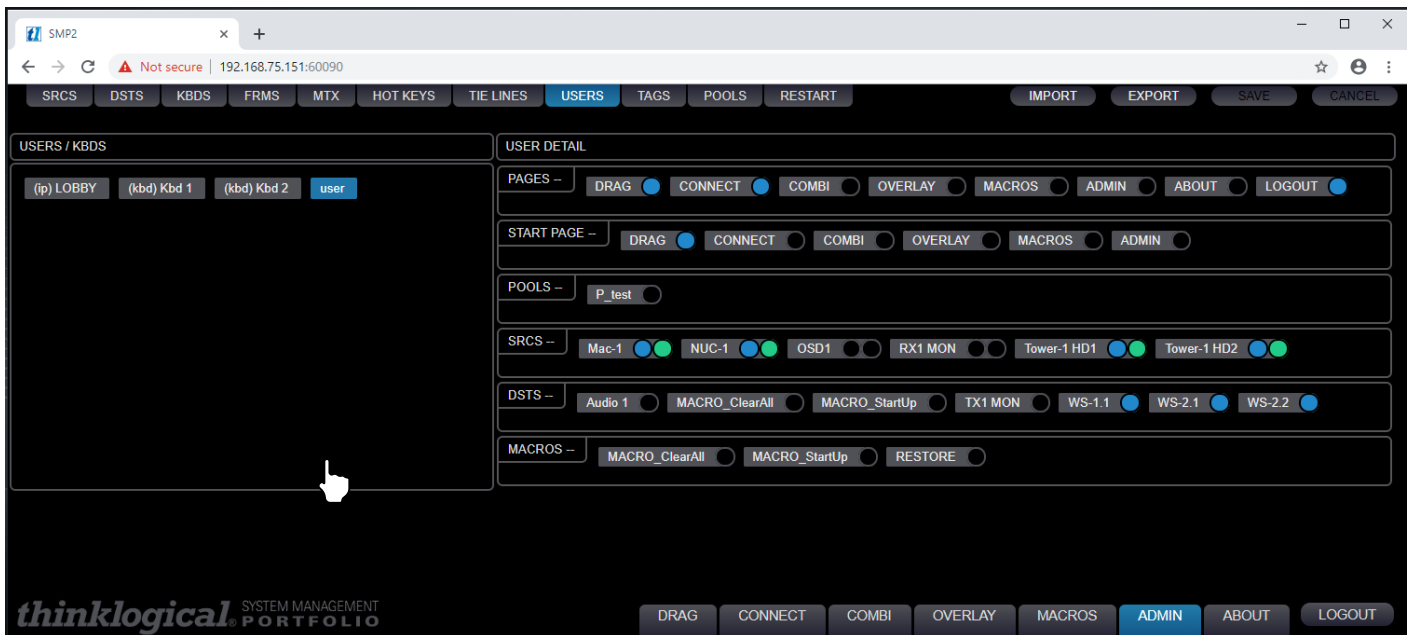 SMP2
Not secure | 192.168.75.151:60090
SRCS DSTS KBDS FRMS MTX HOT KEYS TIE LINES USERS TAGS POOLS RESTART IMPORT EXPORT SAVE CANCEL
USERS / KBDS
USER DETAIL
(ip) LOBBY (kbd) Kbd 1 (kbd) Kbd 2 user
PAGES -- DRAG CONNECT COMBI OVERLAY MACROS ADMIN ABOUT LOGOUT
START PAGE -- DRAG CONNECT COMBI OVERLAY MACROS ADMIN
POOLS -- P_test
SRCS -- Mac-1 NUC-1 OSD1 RX1 MON Tower-1 HD1 Tower-1 HD2
DSTS -- Audio 1 MACRO_ClearAll MACRO_StartUp TX1 MON WS-1.1 WS-2.1 WS-2.2
MACROS -- MACRO_ClearAll MACRO_StartUp RESTORE
thinklogical® SYSTEM MANAGEMENT
PORTFOLIO
DRAG CONNECT COMBI OVERLAY MACROS ADMIN ABOUT LOGOUT